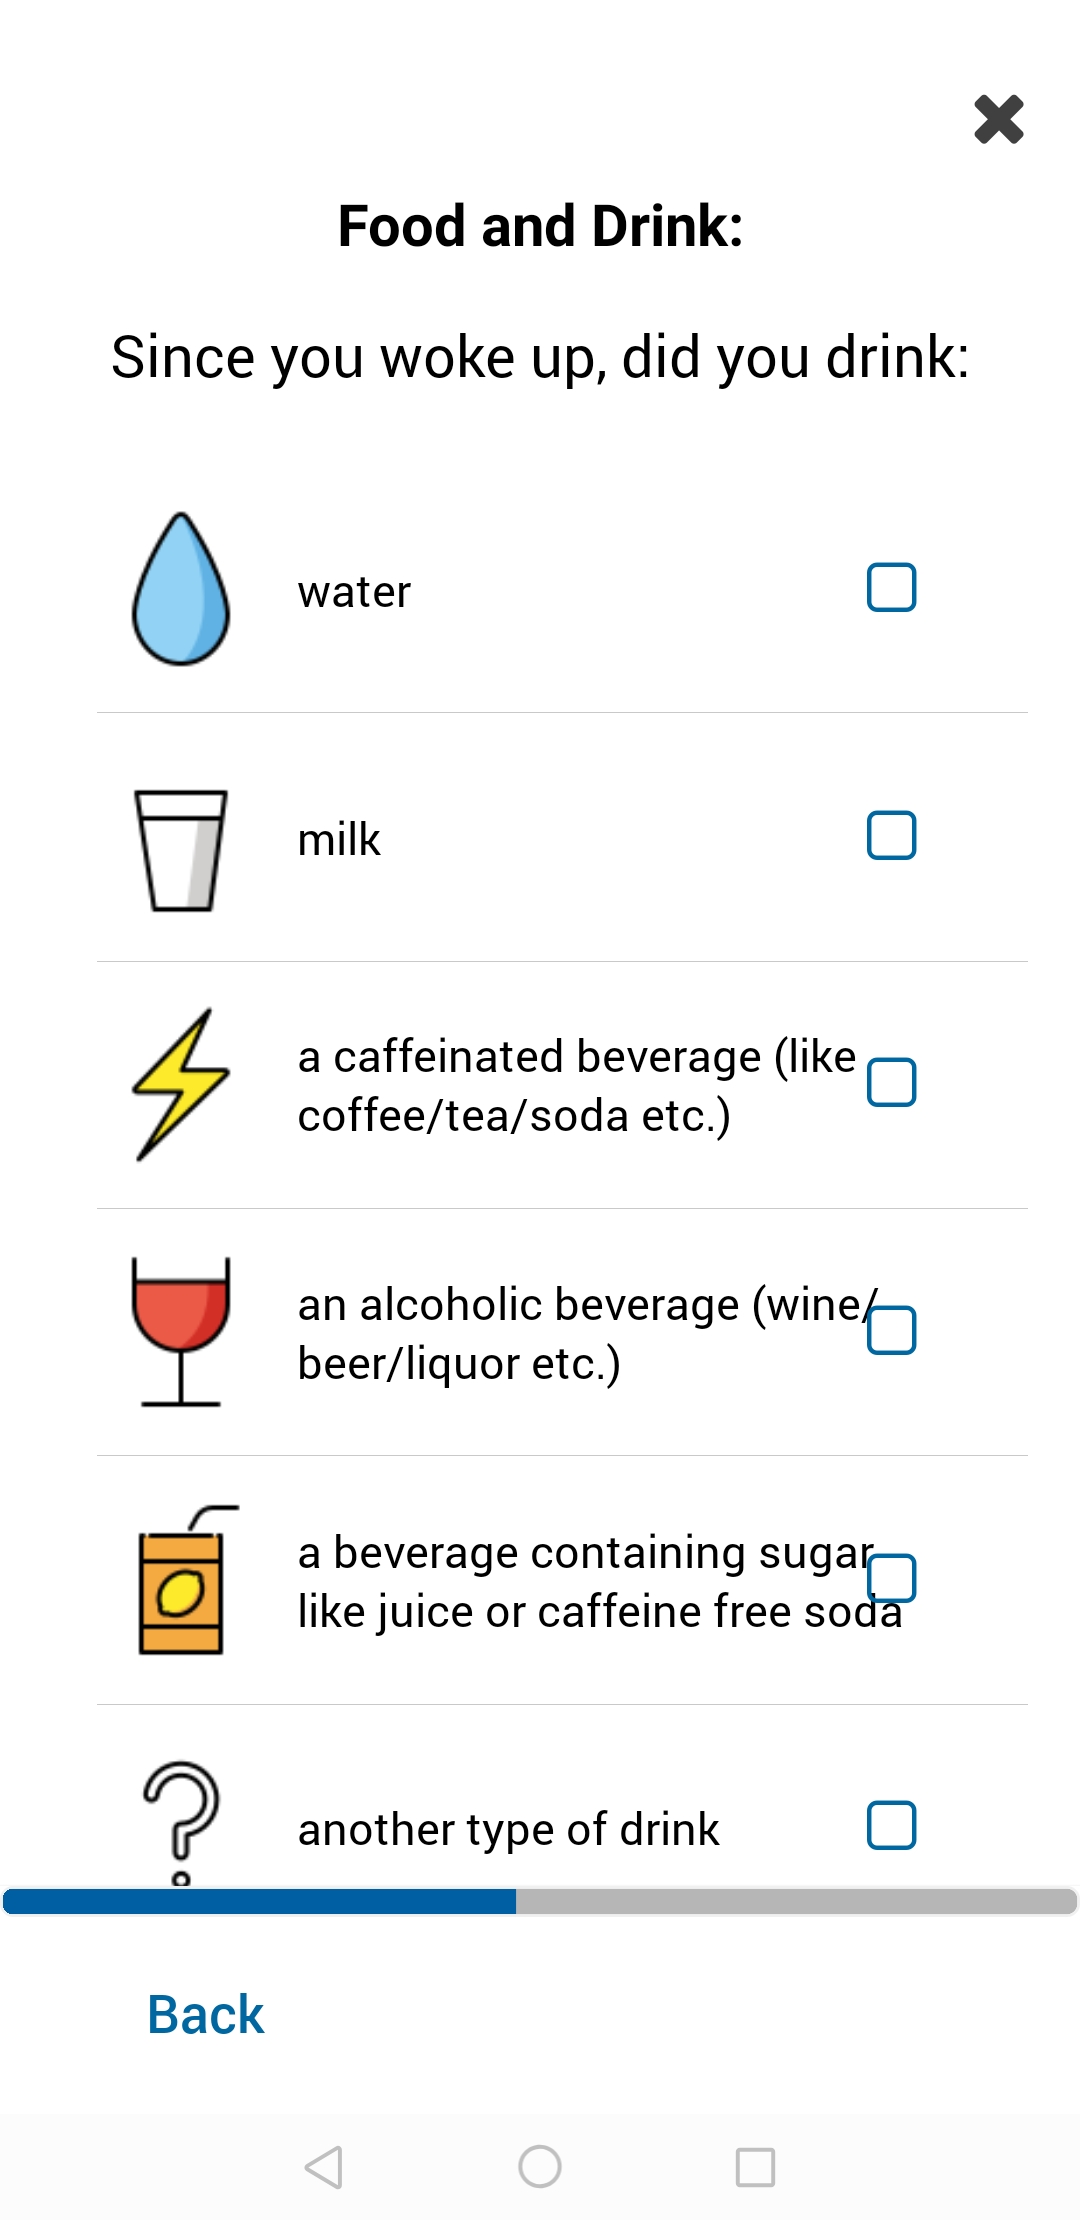 Food and Drink:
Since you woke up, did you drink:
water
milk
a caffeinated beverage (like
coffee/tea/soda etc.)
an alcoholic beverage (wine/
beer/liquor etc.)
a beverage containing sugar
like juice or caffeine free soda
another type of drink
Back